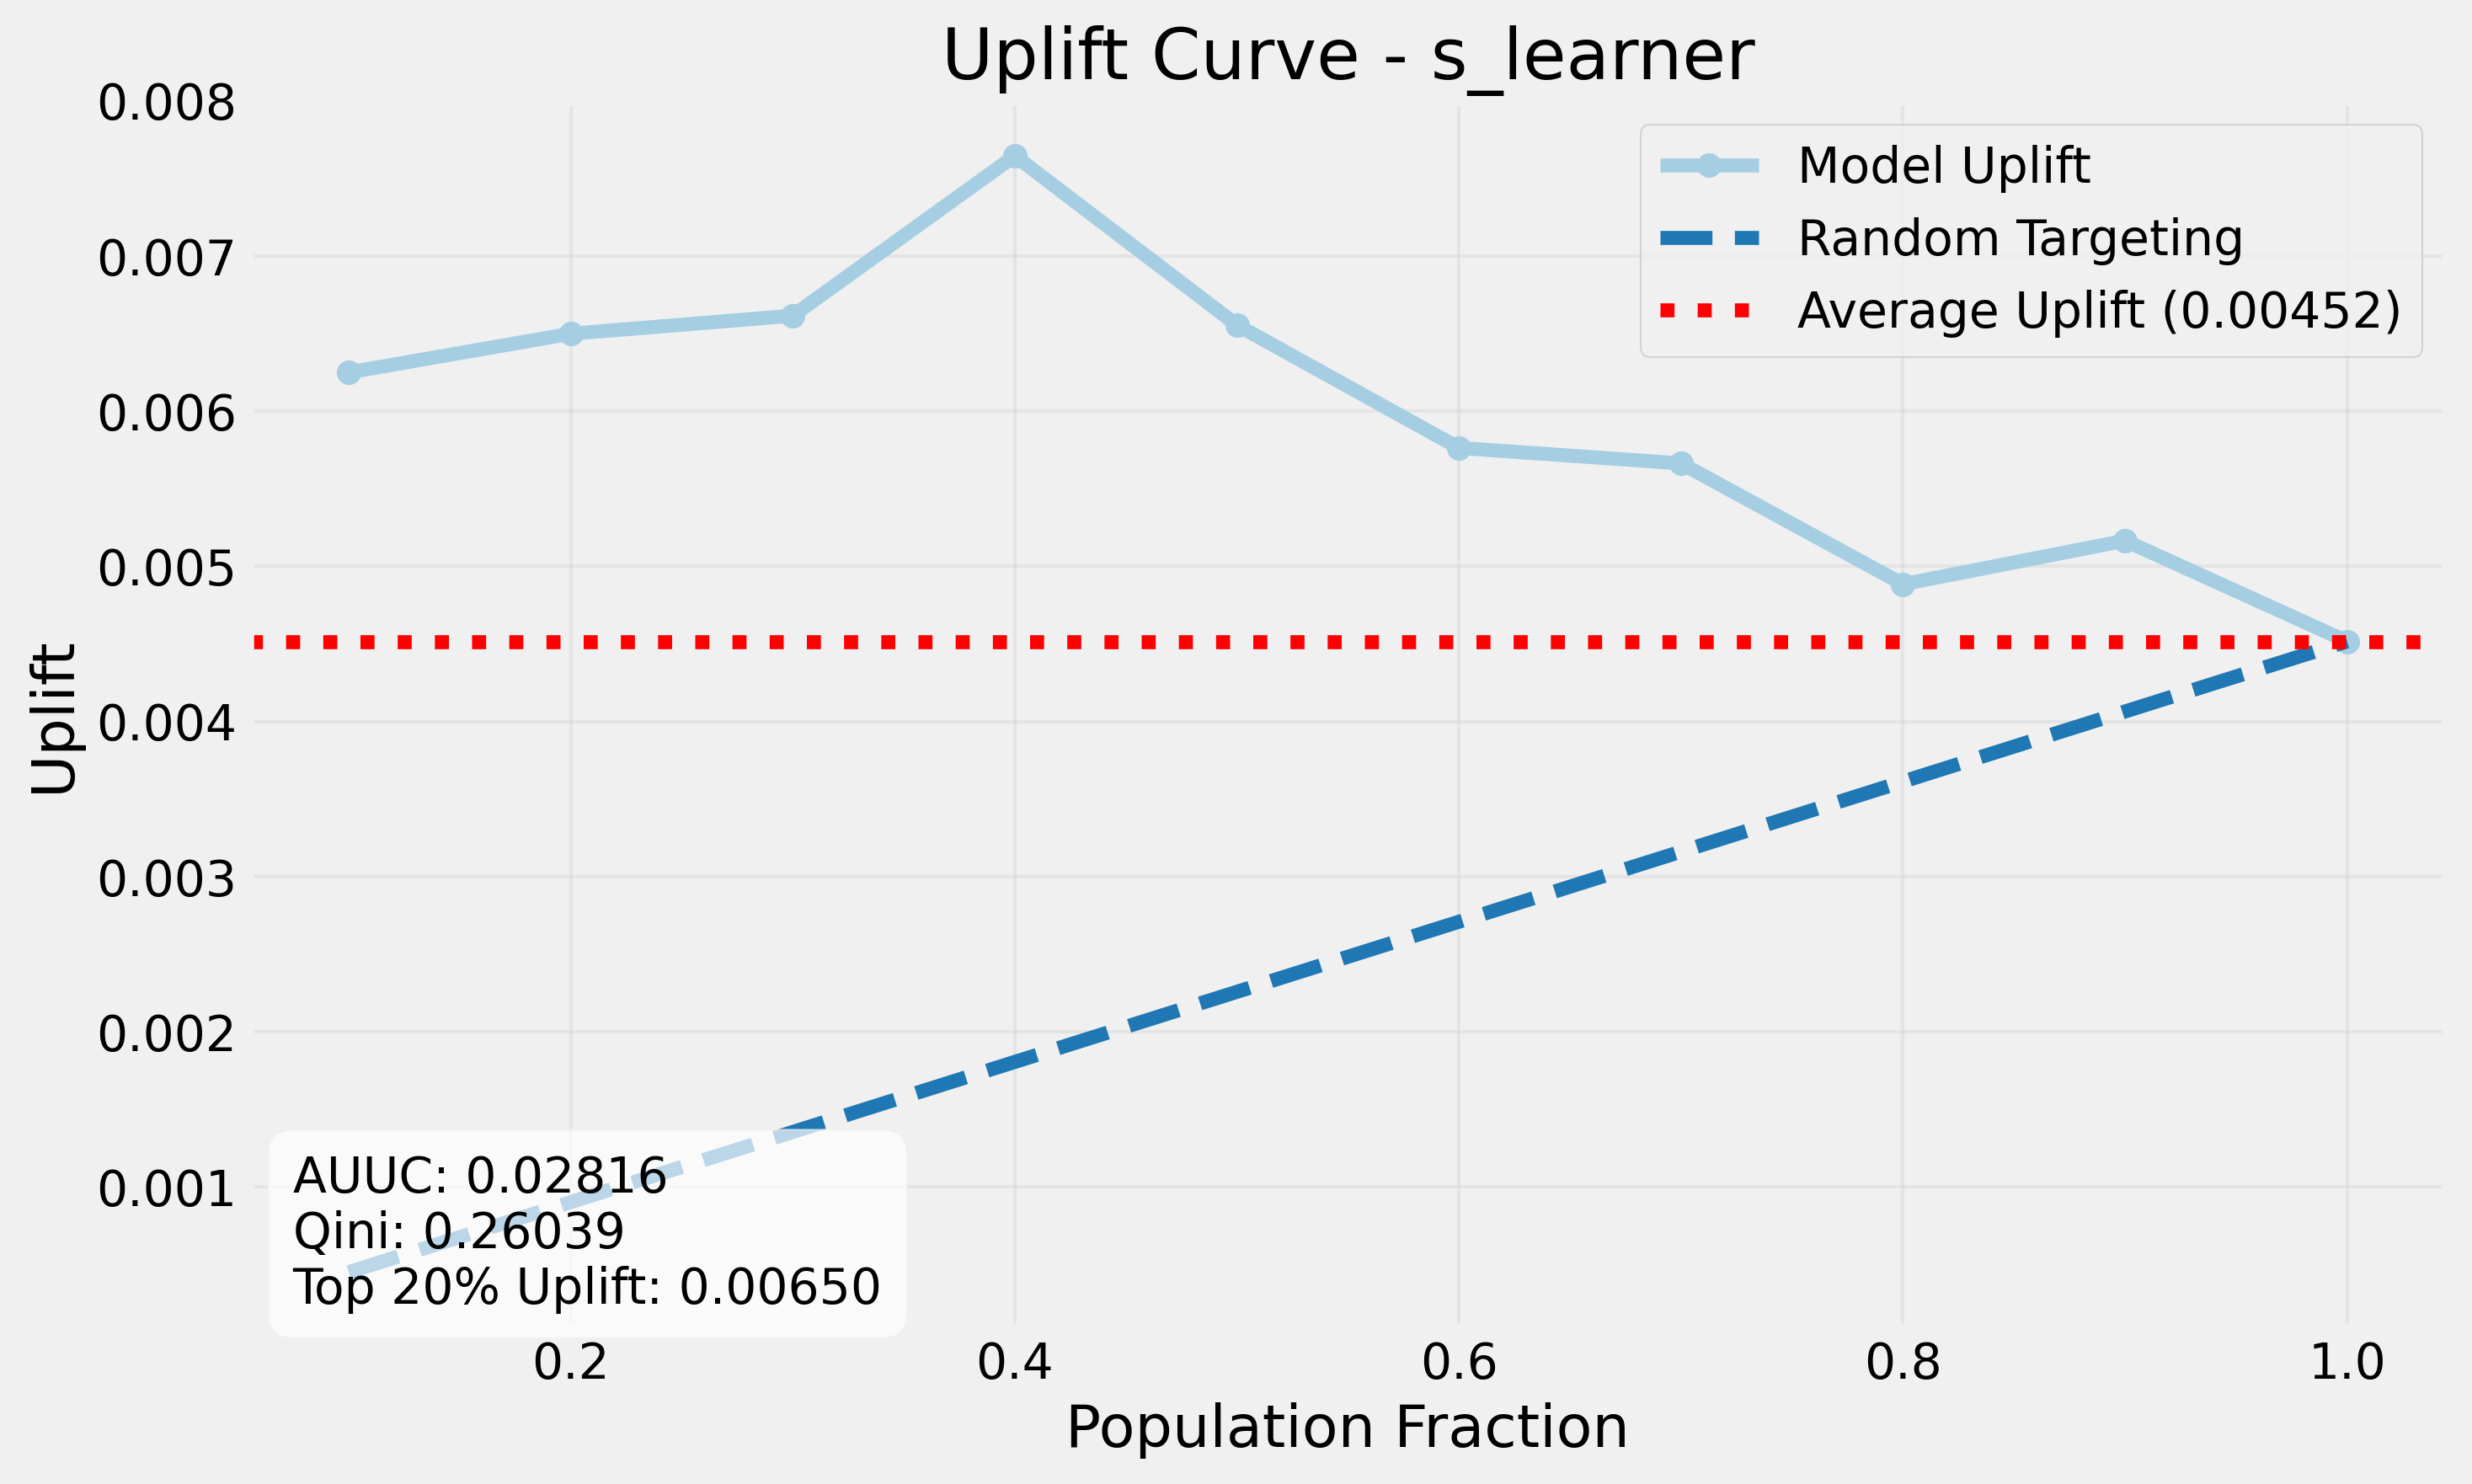 Uplift Curve - s_learner
0.008
0.007
0.006
0.005
0.004
0.003
0.002
0.001
Uplift
Model Uplift
Random Targeting
Average Uplift (0.00452)
AUUC: 0.02816
Qini: 0.26039
Top 20% Uplift: 0.00650
0.2 0.4 0.6 0.8 1.0
Population Fraction